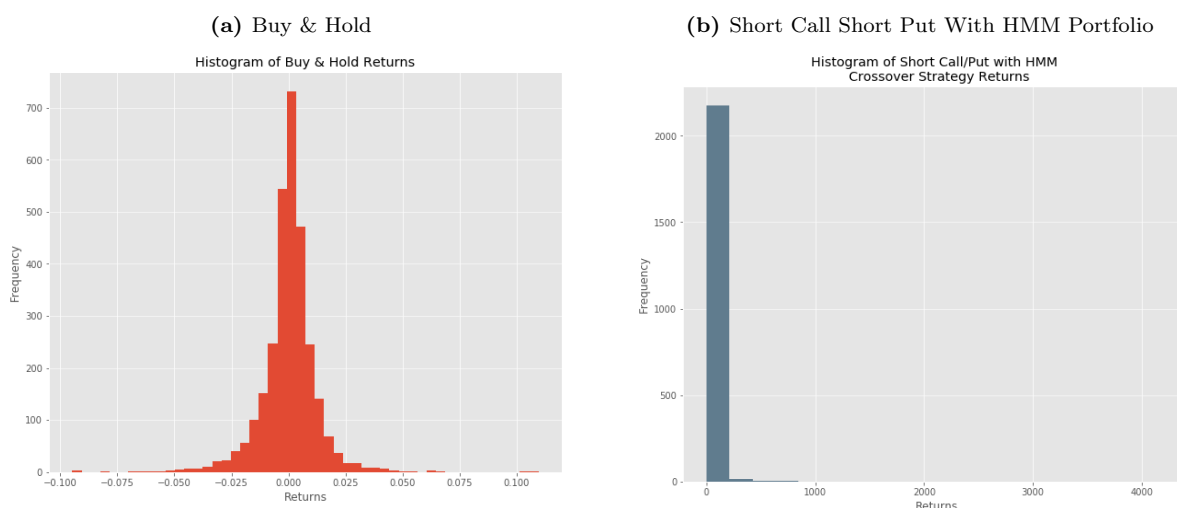 (a) Buy & Hold
Histogram of Buy & Hold Returns
Frequency
700
600
500
400
300
200
100
0
−0.100 −0.075 −0.050 −0.025 0.000 0.025 0.050 0.075 0.100
Returns
(b) Short Call Short Put With HMM Portfolio
Histogram of Short Call/Put with HMM
Crossover Strategy Returns
Frequency
2000
1500
1000
500
0
0 1000 2000 3000 4000
Returns